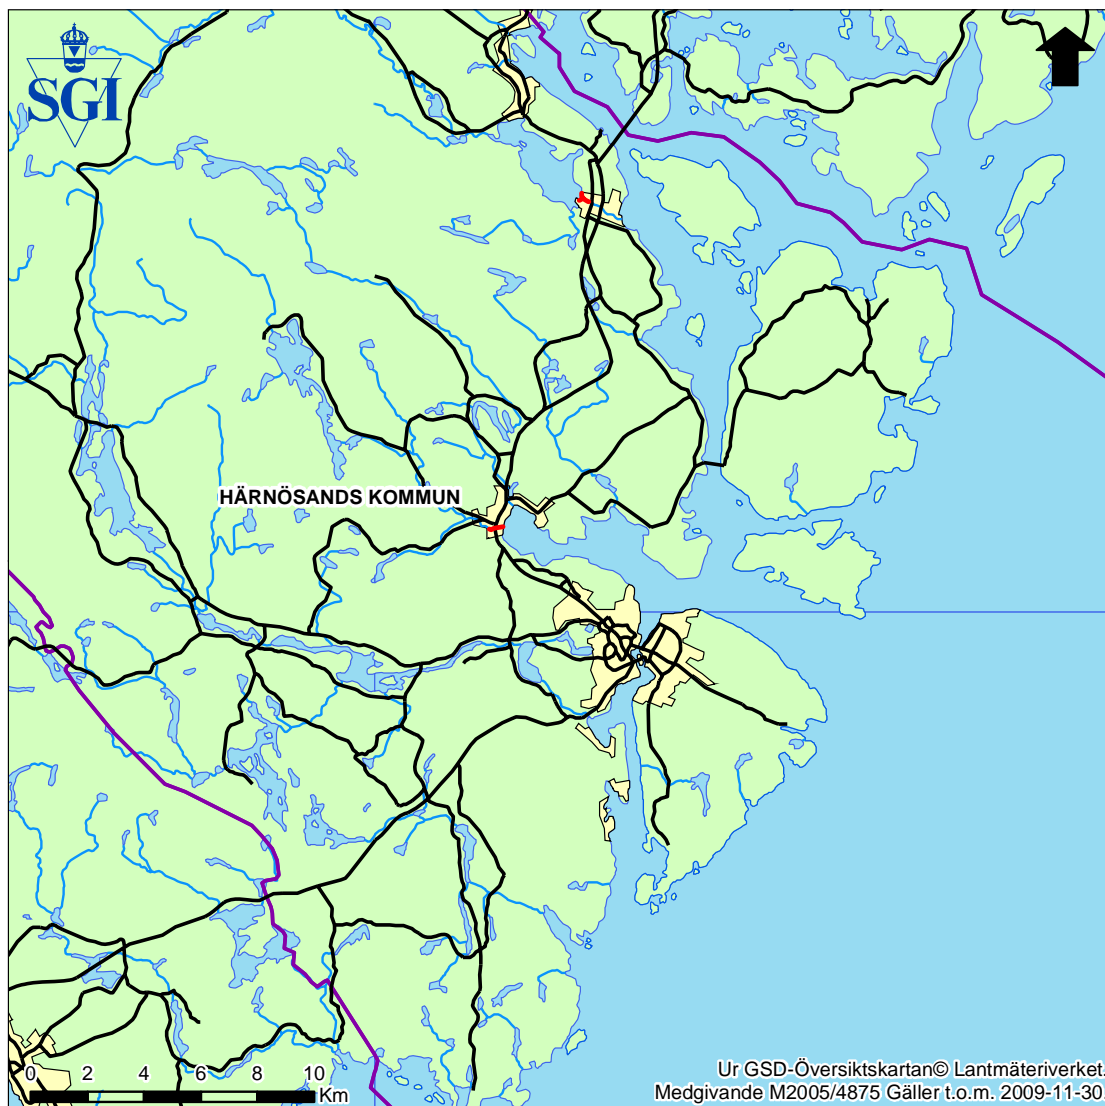 SGI
HÄRNÖSANDS KOMMUN
0 2 4 6 8 10
Km
Ur GSD-Översiktskartan© Lantmäteriverket.
Medgivande M2005/4875 Gäller t.o.m. 2009-11-30.